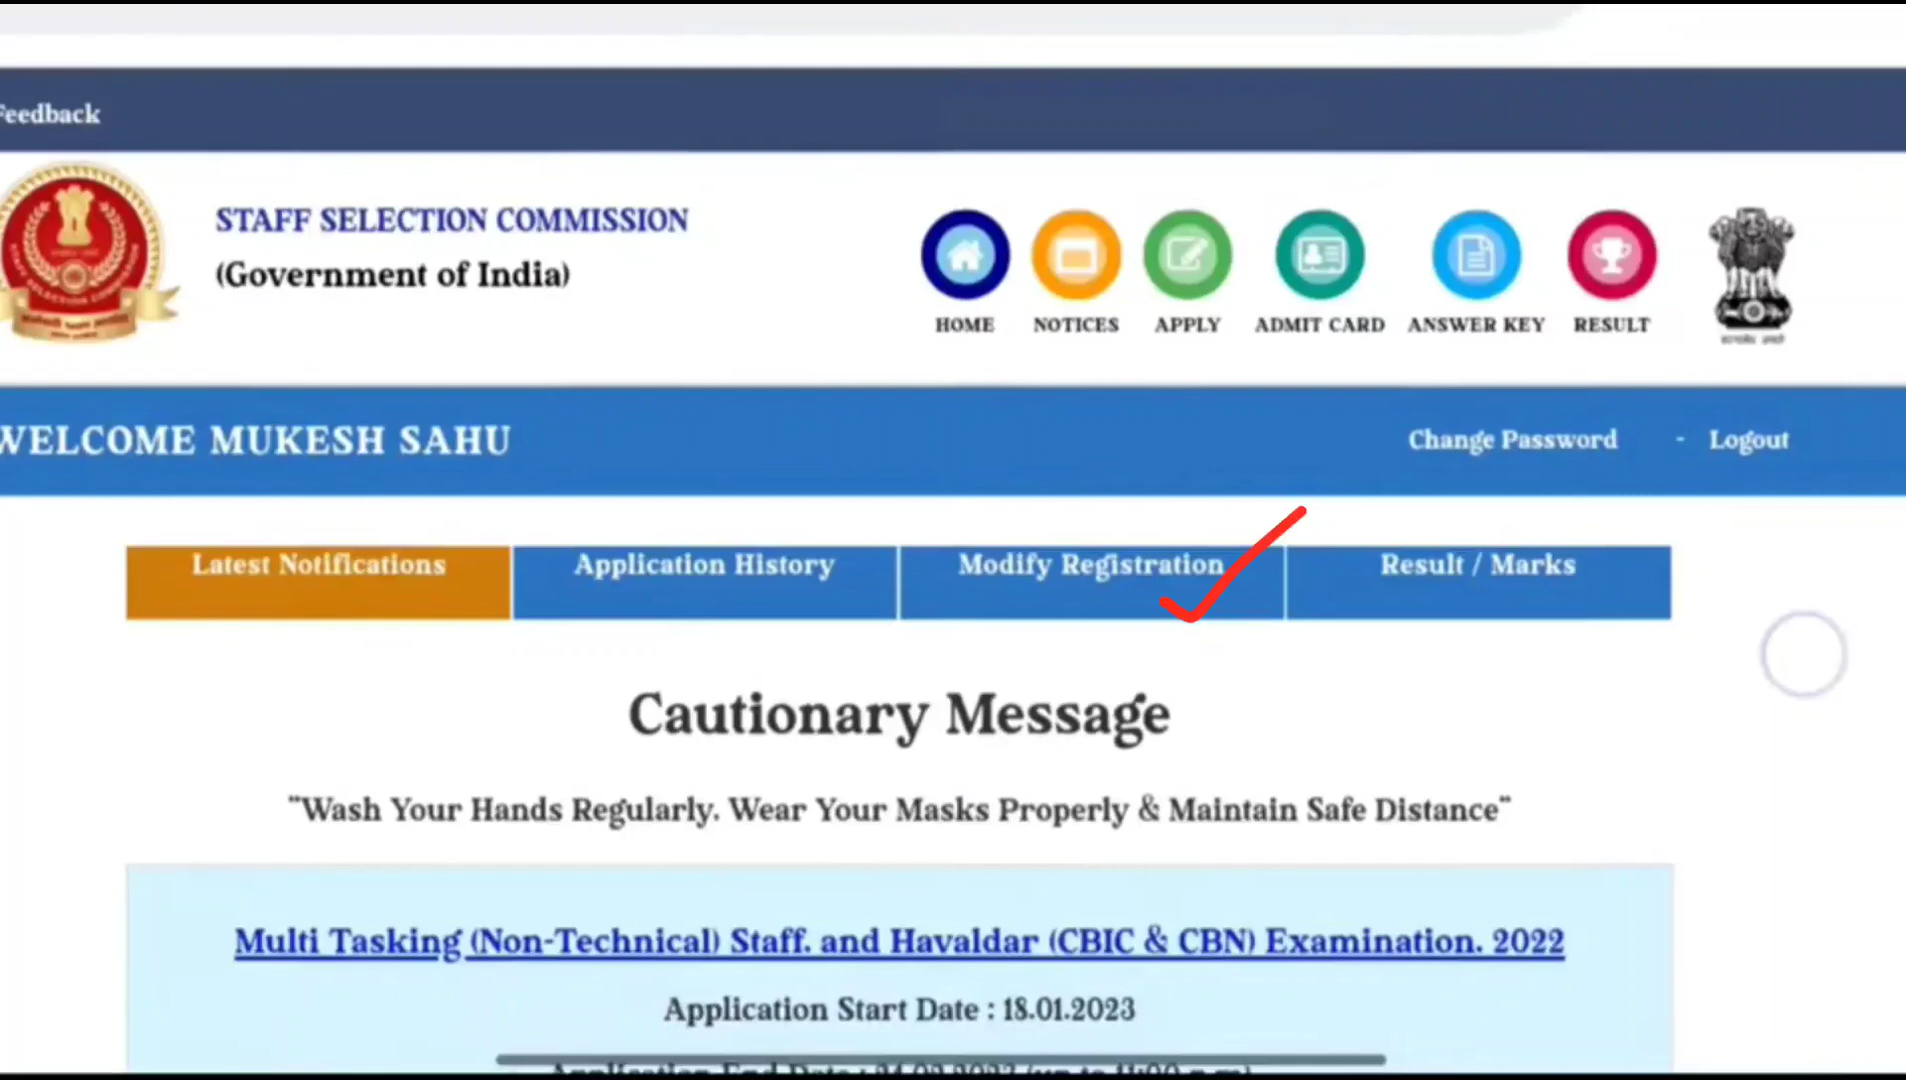 Feedback
STAFF SELECTION COMMISSION
(Government of India)
HOME
NOTICES
APPLY
ADMIT CARD
ANSWER KEY
RESULT
WELCOME MUKESH SAHU
Change Password - Logout
Latest Notifications
Application History
Modify Registration
Result / Marks
Cautionary Message
"Wash Your Hands Regularly. Wear Your Masks Properly & Maintain Safe Distance"
Multi Tasking (Non-Technical) Staff. and Havaldar (CBIC & CBN) Examination. 2022
Application Start Date : 18.01.2023
Application End Date :